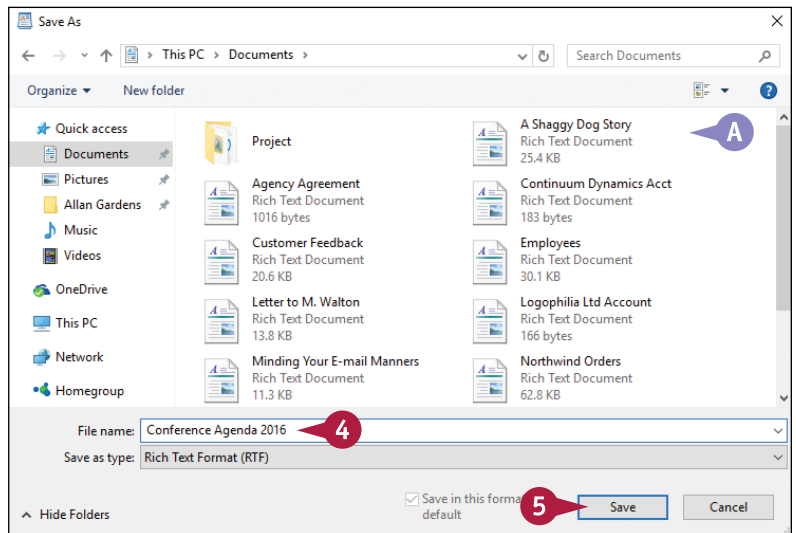 Save As
This PC > Documents >
Search Documents
Organize
New folder
?
Quick access
Documents
Pictures
Allan Gardens
Music
Videos
OneDrive
This PC
Network
Homegroup
Project
A Shaggy Dog Story
Rich Text Document
25.4 KB
A
Agency Agreement
Rich Text Document
1016 bytes
Continuum Dynamics Acct
Rich Text Document
183 bytes
Customer Feedback
Rich Text Document
20.6 KB
Employees
Rich Text Document
30.1 KB
Letter to M. Walton
Rich Text Document
13.8 KB
Logophilia Ltd Account
Rich Text Document
166 bytes
Minding Your E-mail Manners
Rich Text Document
11.3 KB
Northwind Orders
Rich Text Document
62.8 KB
File name: Conference Agenda 2016
4
Save as type: Rich Text Format (RTF)
Hide Folders
Save in this
default
5
Save
Cancel